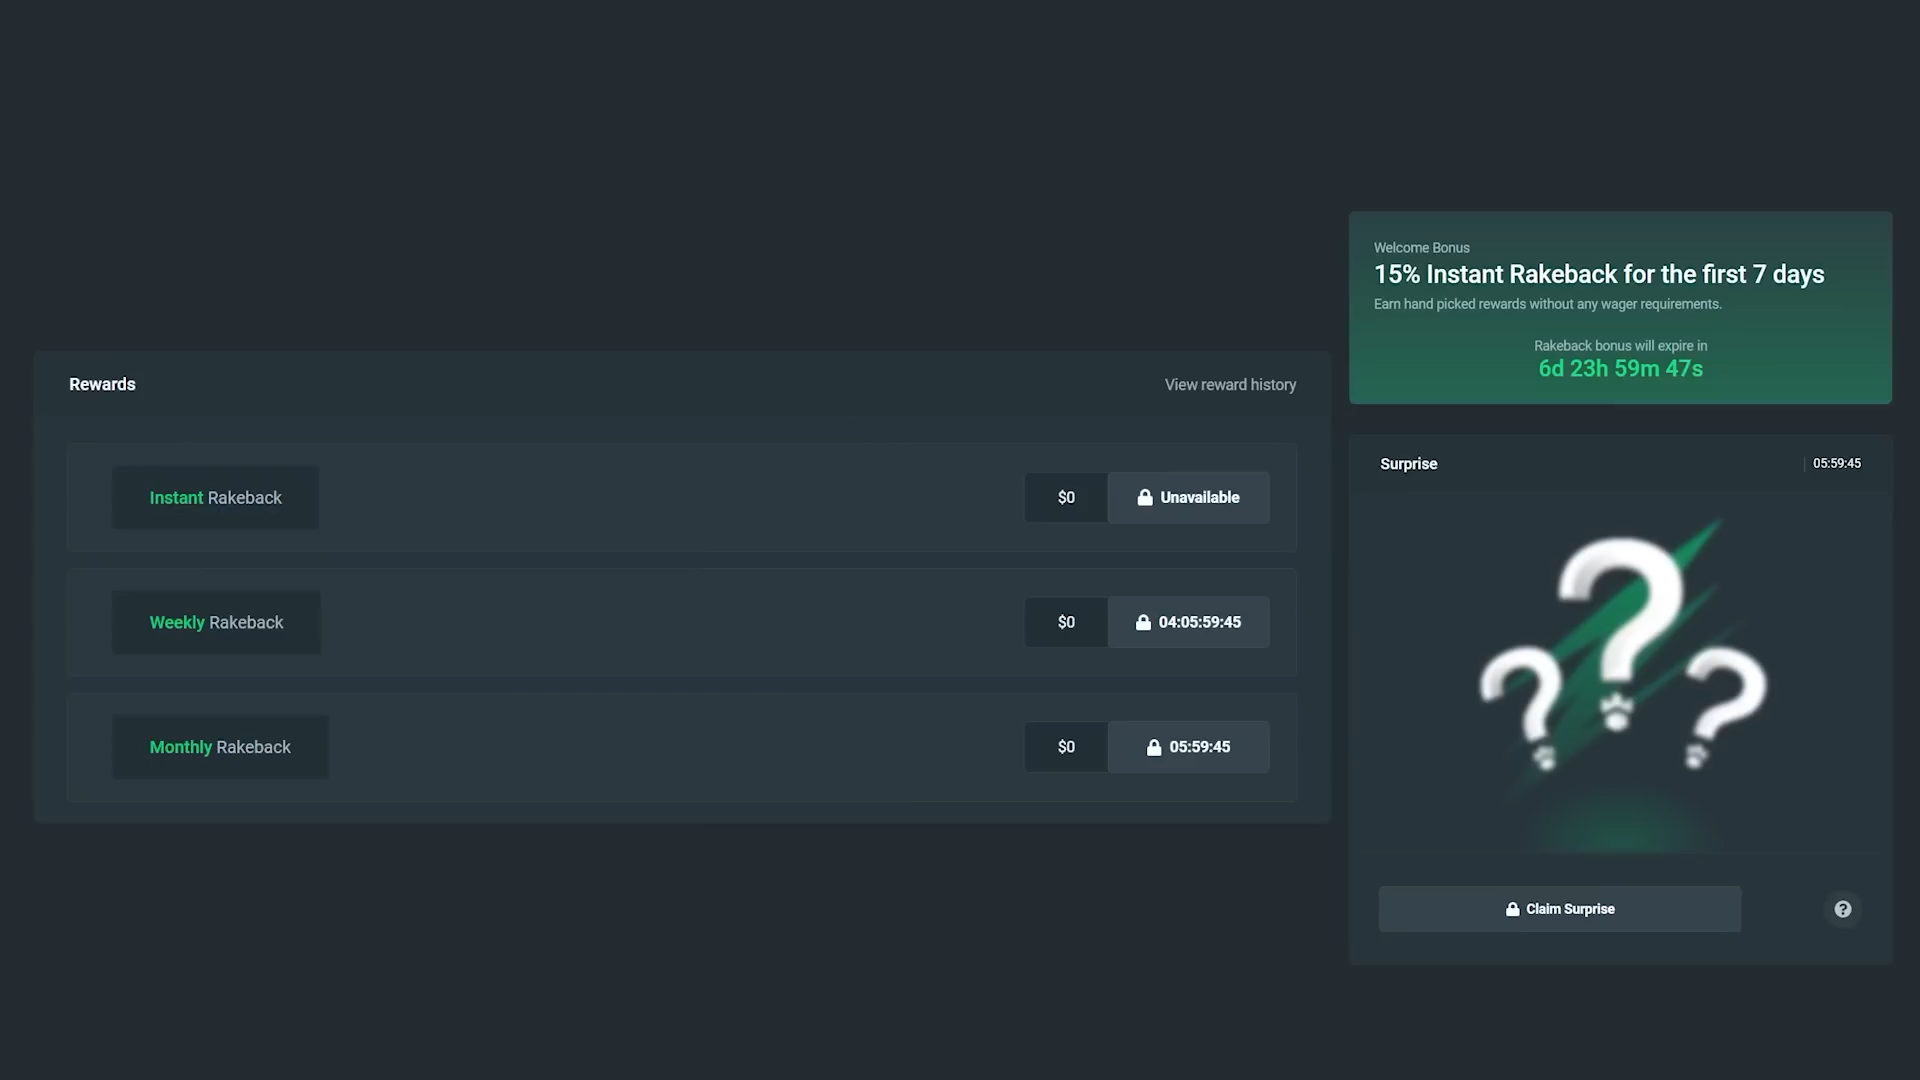 Welcome Bonus
15% Instant Rakeback for the first 7 days
Earn hand picked rewards without any wager requirements.
Rakeback bonus will expire in
6d 23h 59m 47s
Rewards
View reward history
Instant Rakeback
$0
Unavailable
Weekly Rakeback
$0
04:05:59:45
Monthly Rakeback
$0
05:59:45
Surprise
05:59:45
Claim Surprise